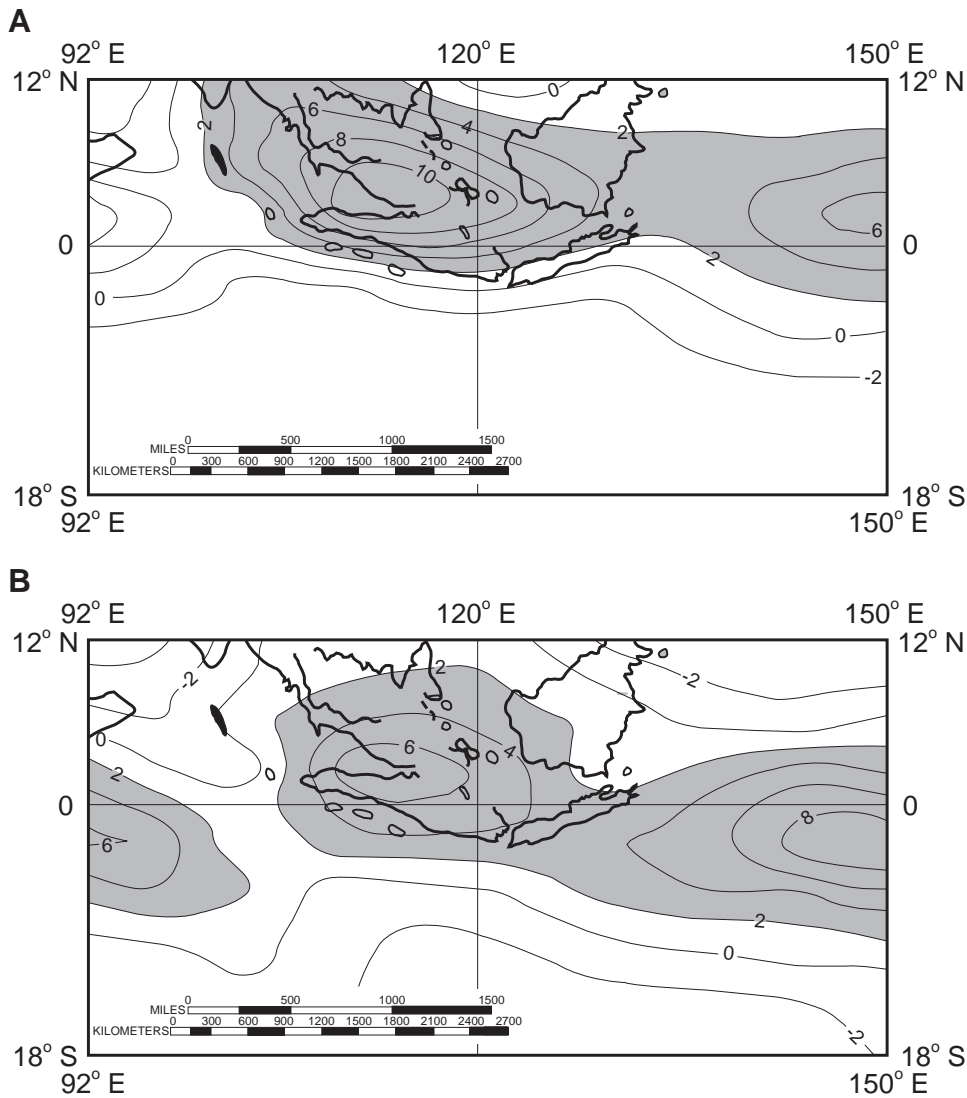 A
92° E 120° E 150° E
12° N 0 12° N
2 6 4 2
8
10
6
0 0
2
0
0
-2
MILES 0 500 1000 1500
KILOMETERS 0 300 600 900 1200 1500 1800 2100 2400 2700
18° S 18° S
92° E 150° E
B
92° E 120° E 150° E
12° N 12° N
-2 2 -2
0 6 4
2
0 0
6 8
2
0
MILES 0 500 1000 1500
KILOMETERS 0 300 600 900 1200 1500 1800 2100 2400 2700
-2
18° S 18° S
92° E 150° E